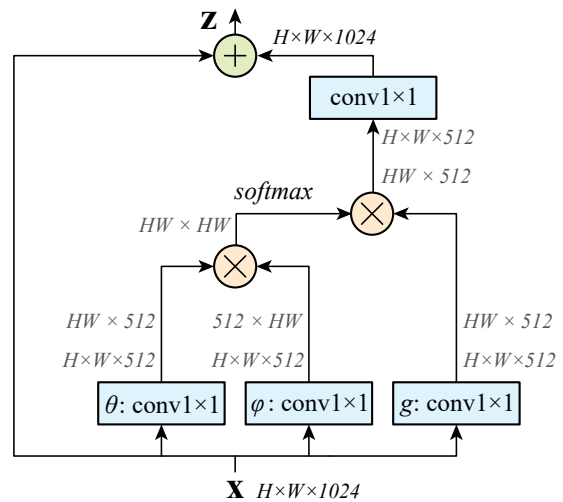 z
H×W×1024
+
conv1×1
H×W×512
HW × 512
softmax
×
HW × HW
×
HW × 512
512 × HW
HW × 512
H×W×512
H×W×512
H×W×512
θ: conv1×1
φ: conv1×1
g: conv1×1
x H×W×1024